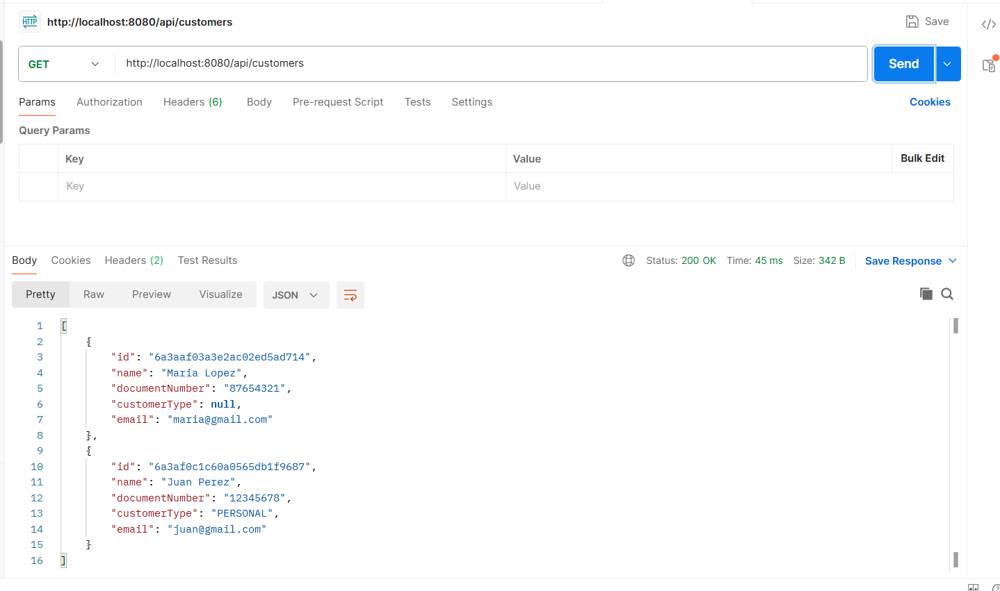 HTTP http://localhost:8080/api/customers Save
GET http://localhost:8080/api/customers Send
Params Authorization Headers (6) Body Pre-request Script Tests Settings Cookies
Query Params
Key Value Bulk Edit
Key Value
Body Cookies Headers (2) Test Results Status: 200 OK Time: 45 ms Size: 342 B Save Response
Pretty Raw Preview Visualize JSON
1 [
2 {
3 "id": "6a3aaf03a3e2ac02ed5ad714",
4 "name": "Maria Lopez",
5 "documentNumber": "87654321",
6 "customerType": null,
7 "email": "maria@gmail.com"
8 },
9 {
10 "id": "6a3af0c1c60a0565db1f9687",
11 "name": "Juan Perez",
12 "documentNumber": "12345678",
13 "customerType": "PERSONAL",
14 "email": "juan@gmail.com"
15 }
16 ]